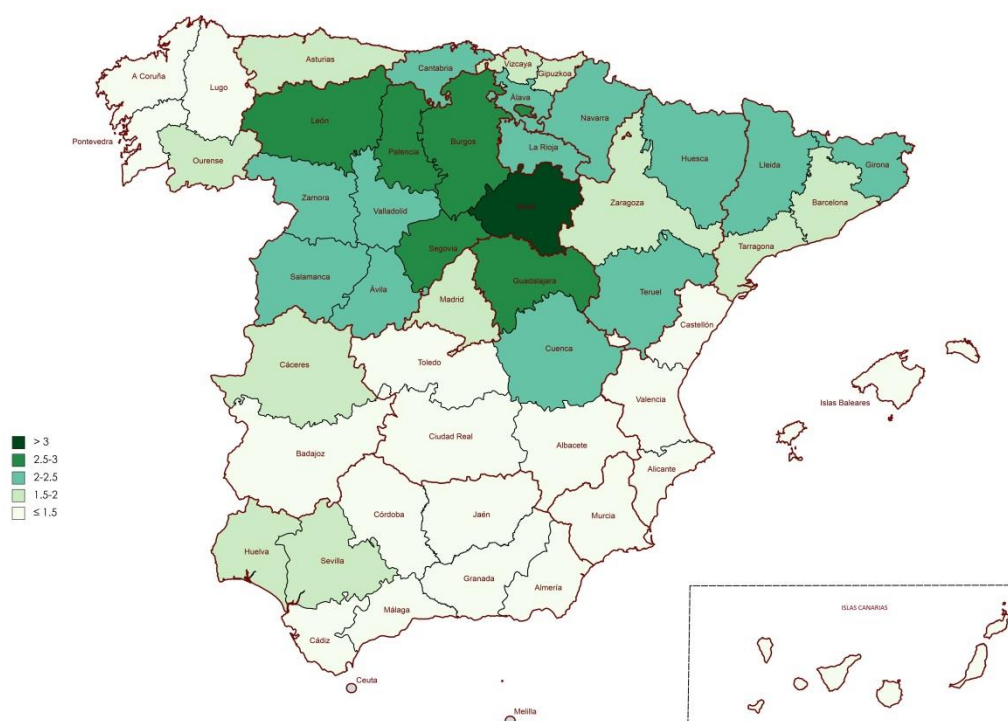 A Coruña
Lugo
Asturias
Cantabria
Vizcaya
Gipuzkoa
Pontevedra
Ourense
León
Palencia
Burgos
Álava
Navarra
La Rioja
Huesca
Lleida
Girona
Barcelona
Zamora
Valladolid
Soria
Zaragoza
Tarragona
Segovia
Salamanca
Ávila
Madrid
Guadalajara
Teruel
Castellón
Cáceres
Toledo
Cuenca
Valencia
Islas Baleares
Badajoz
Ciudad Real
Albacete
Alicante
> 3
2.5-3
2-2.5
1.5-2
≤ 1.5
Huelva
Sevilla
Córdoba
Jaén
Murcia
Granada
Almería
Málaga
Cádiz
Ceuta
Melilla
ISLAS CANARIAS